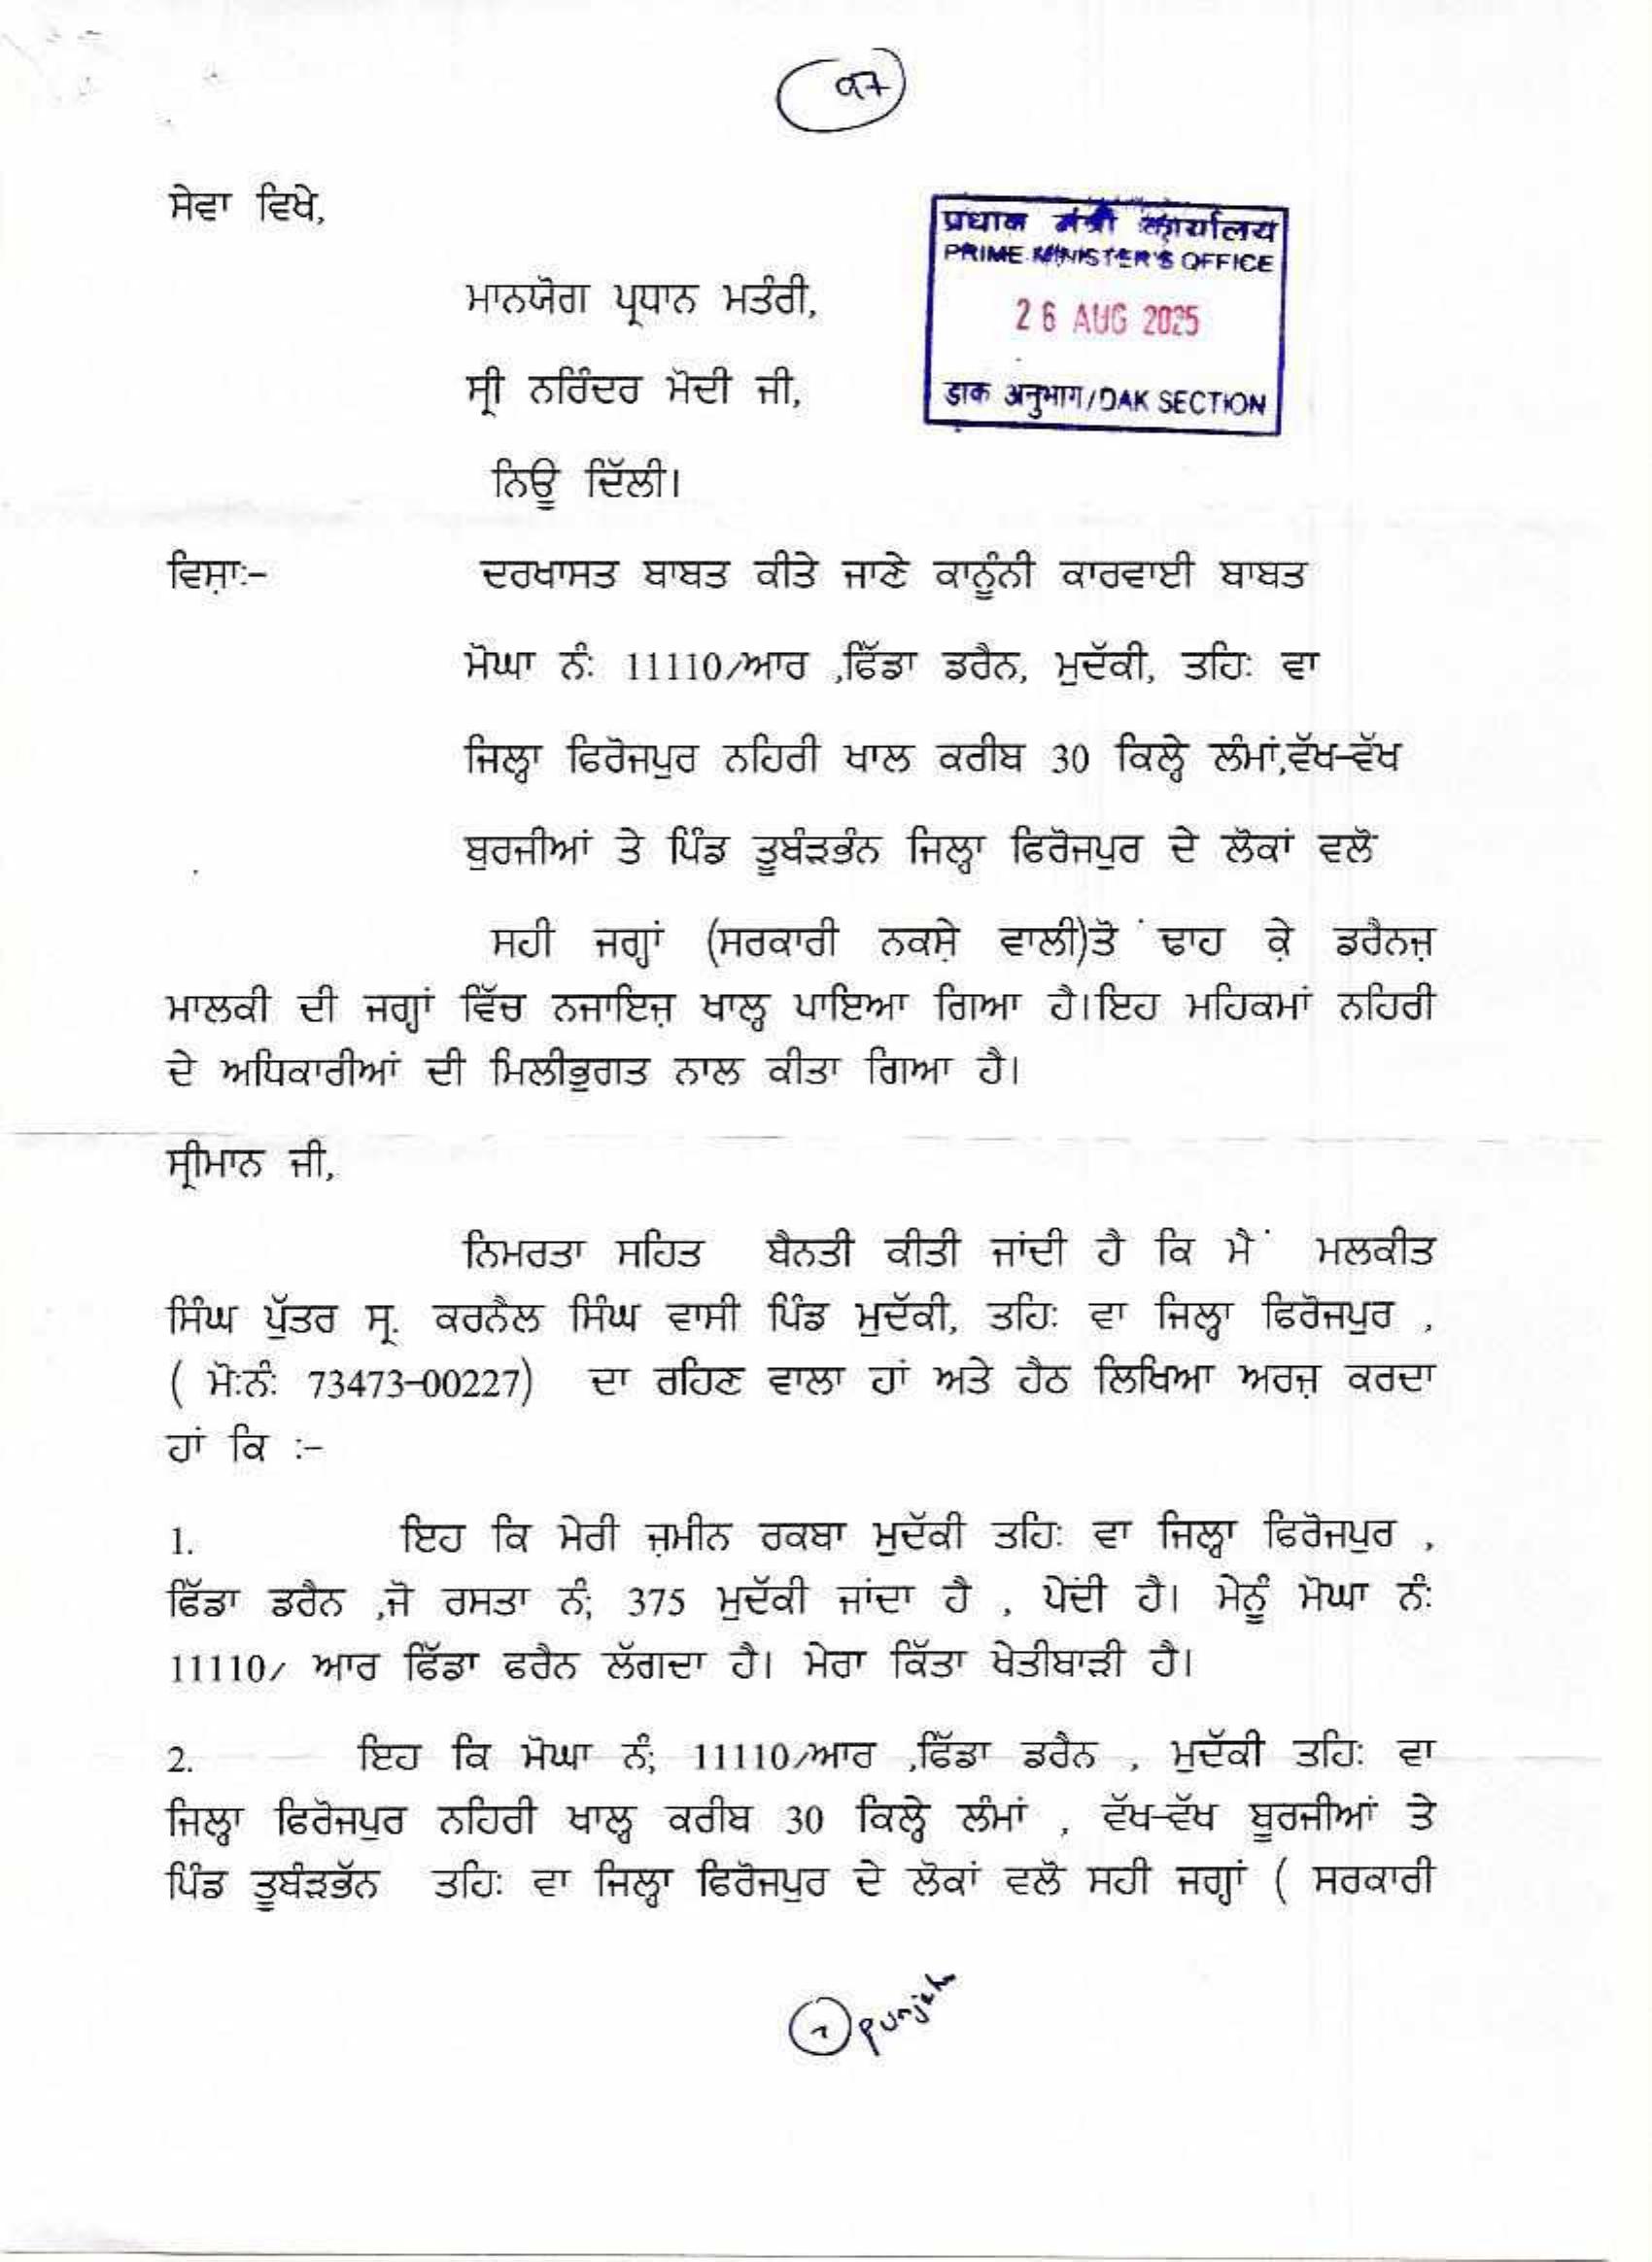 ਸੇਵਾ ਵਿਖੇ,
प्रधान मंत्री कार्यालय
PRIME MINISTER'S OFFICE
ਮਾਨਯੋਗ ਪ੍ਰਧਾਨ ਮਤੰਰੀ,
26 AUG 2025
ਸ੍ਰੀ ਨਰਿੰਦਰ ਮੋਦੀ ਜੀ,
डाक अनुभाग/DAK SECTION
ਨਿਊ ਦਿੱਲੀ।
ਵਿਸ਼ਾ:- ਦਰਖਾਸਤ ਬਾਬਤ ਕੀਤੇ ਜਾਣੇ ਕਾਨੂੰਨੀ ਕਾਰਵਾਈ ਬਾਬਤ
ਮੋਘਾ ਨੰ: 11110/ਆਰ ,ਫਿੱਡਾ ਡਰੈਨ, ਮੁਦੱਕੀ, ਤਹਿ: ਵਾ
ਜਿਲ੍ਹਾ ਫਿਰੋਜਪੁਰ ਨਹਿਰੀ ਖਾਲ ਕਰੀਬ 30 ਕਿਲ੍ਹੇ ਲੰਮਾਂ,ਵੱਖ-ਵੱਖ
ਬੁਰਜੀਆਂ ਤੇ ਪਿੰਡ ਤੂਬੰੜਭੰਨ ਜਿਲ੍ਹਾ ਫਿਰੋਜਪੁਰ ਦੇ ਲੋਕਾਂ ਵਲੋ
ਸਹੀ ਜਗ੍ਹਾਂ (ਸਰਕਾਰੀ ਨਕਸ਼ੇ ਵਾਲੀ)ਤੋ ਂ ਢਾਹ ਕੇ਼ ਡਰੈਨਜ਼
ਮਾਲਕੀ ਦੀ ਜਗ੍ਹਾਂ ਵਿੱਚ ਨਜਾਇਜ਼ ਖਾਲ੍ਹ ਪਾਇਆ ਗਿਆ ਹੈ।ਇਹ ਮਹਿਕਮਾਂ ਨਹਿਰੀ
ਦੇ ਅਧਿਕਾਰੀਆਂ ਦੀ ਮਿਲੀਭੁਗਤ ਨਾਲ ਕੀਤਾ ਗਿਆ ਹੈ।
ਸ੍ਰੀਮਾਨ ਜੀ,
ਨਿਮਰਤਾ ਸਹਿਤ ਬੈਨਤੀ ਕੀਤੀ ਜਾਂਦੀ ਹੈ ਕਿ ਮੈ ਂ ਮਲਕੀਤ
ਸਿੰਘ ਪੁੱਤਰ ਸ੍ਰ. ਕਰਨੈਲ ਸਿੰਘ ਵਾਸੀ ਪਿੰਡ ਮੁਦੱਕੀ, ਤਹਿ: ਵਾ ਜਿਲ੍ਹਾ ਫਿਰੋਜਪੁਰ ,
( ਮੋ:ਨੰ: 73473-00227) ਦਾ ਰਹਿਣ ਵਾਲਾ ਹਾਂ ਅਤੇ ਹੈਠ ਲਿਖਿਆ ਅਰਜ਼ ਕਰਦਾ
ਹਾਂ ਕਿ :-
1. ਇਹ ਕਿ ਮੇਰੀ ਜ਼ਮੀਨ ਰਕਬਾ ਮੁਦੱਕੀ ਤਹਿ: ਵਾ ਜਿਲ੍ਹਾ ਫਿਰੋਜਪੁਰ ,
ਫਿੱਡਾ ਡਰੈਨ ,ਜੋ ਰਸਤਾ ਨੰ; 375 ਮੁਦੱਕੀ ਜਾਂਦਾ ਹੈ , ਪੇਂਦੀ ਹੈ। ਮੇਨੂੰ ਮੋਘਾ ਨੰ:
11110/ ਆਰ ਫਿੱਡਾ ਫਰੈਨ ਲੱਗਦਾ ਹੈ। ਮੇਰਾ ਕਿੱਤਾ ਖੇਤੀਬਾੜੀ ਹੈ।
2. ਇਹ ਕਿ ਮੋਘਾ ਨੰ; 11110/ਆਰ ,ਫਿੱਡਾ ਡਰੈਨ , ਮੁਦੱਕੀ ਤਹਿ: ਵਾ
ਜਿਲ੍ਹਾ ਫਿਰੋਜਪੁਰ ਨਹਿਰੀ ਖਾਲ੍ਹ ਕਰੀਬ 30 ਕਿਲ੍ਹੇ ਲੰਮਾਂ , ਵੱਖ-ਵੱਖ ਬੂਰਜੀਆਂ ਤੇ
ਪਿੰਡ ਤੂਬੰੜਭੱਨ ਤਹਿ: ਵਾ ਜਿਲ੍ਹਾ ਫਿਰੋਜਪੁਰ ਦੇ ਲੋਕਾਂ ਵਲੋ ਸਹੀ ਜਗ੍ਹਾਂ ( ਸਰਕਾਰੀ